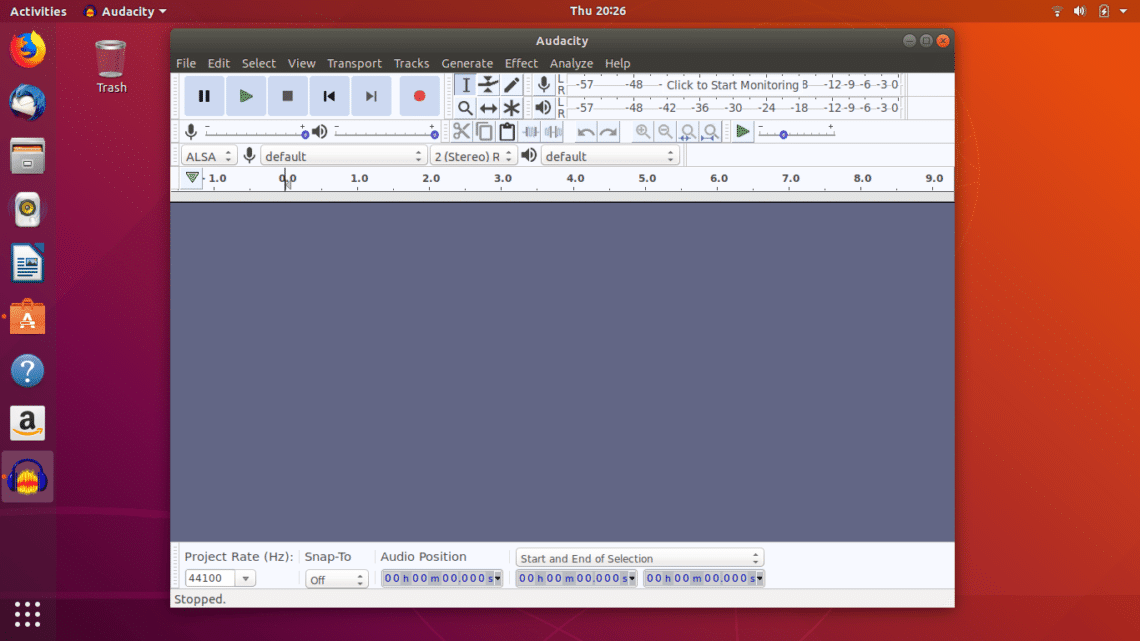 Activities Audacity Thu 20:26
Trash
Audacity
File Edit Select View Transport Tracks Generate Effect Analyze Help
L
R
-57 -48 - Click to Start Monitoring 8 -12 -9 -6 -3 0
L
R
-57 -48 -42 -36 -30 -24 -18 -12 -9 -6 -3 0
- + - + - +
ALSA default 2 (Stereo) R default
- 1.0 0.0 1.0 2.0 3.0 4.0 5.0 6.0 7.0 8.0 9.0
Project Rate (Hz): Snap-To Audio Position Start and End of Selection
44100 Off 00 h 00 m 00.000 s 00 h 00 m 00.000 s 00 h 00 m 00.000 s
Stopped.